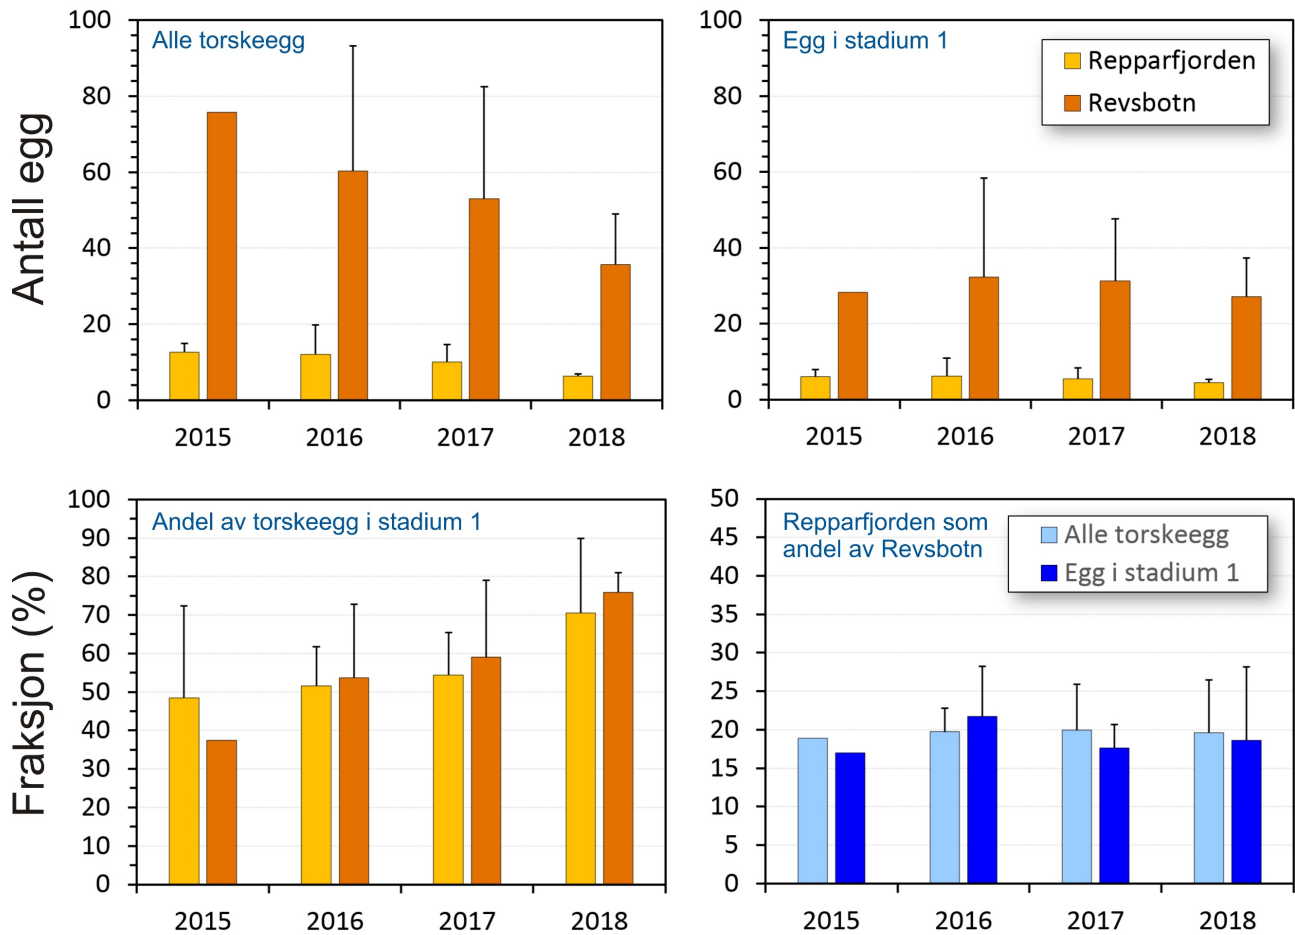 Antall egg
Alle torskeegg
100
80
60
40
20
0
2015 2016 2017 2018
Egg i stadium 1
Repparfjorden
Revsbotn
100
80
60
40
20
0
2015 2016 2017 2018
Fraksjon (%)
Andel av torskeegg i stadium 1
100
90
80
70
60
50
40
30
20
10
0
2015 2016 2017 2018
Repparfjorden som
andel av Revsbotn
Alle torskeegg
Egg i stadium 1
50
45
40
35
30
25
20
15
10
5
0
2015 2016 2017 2018